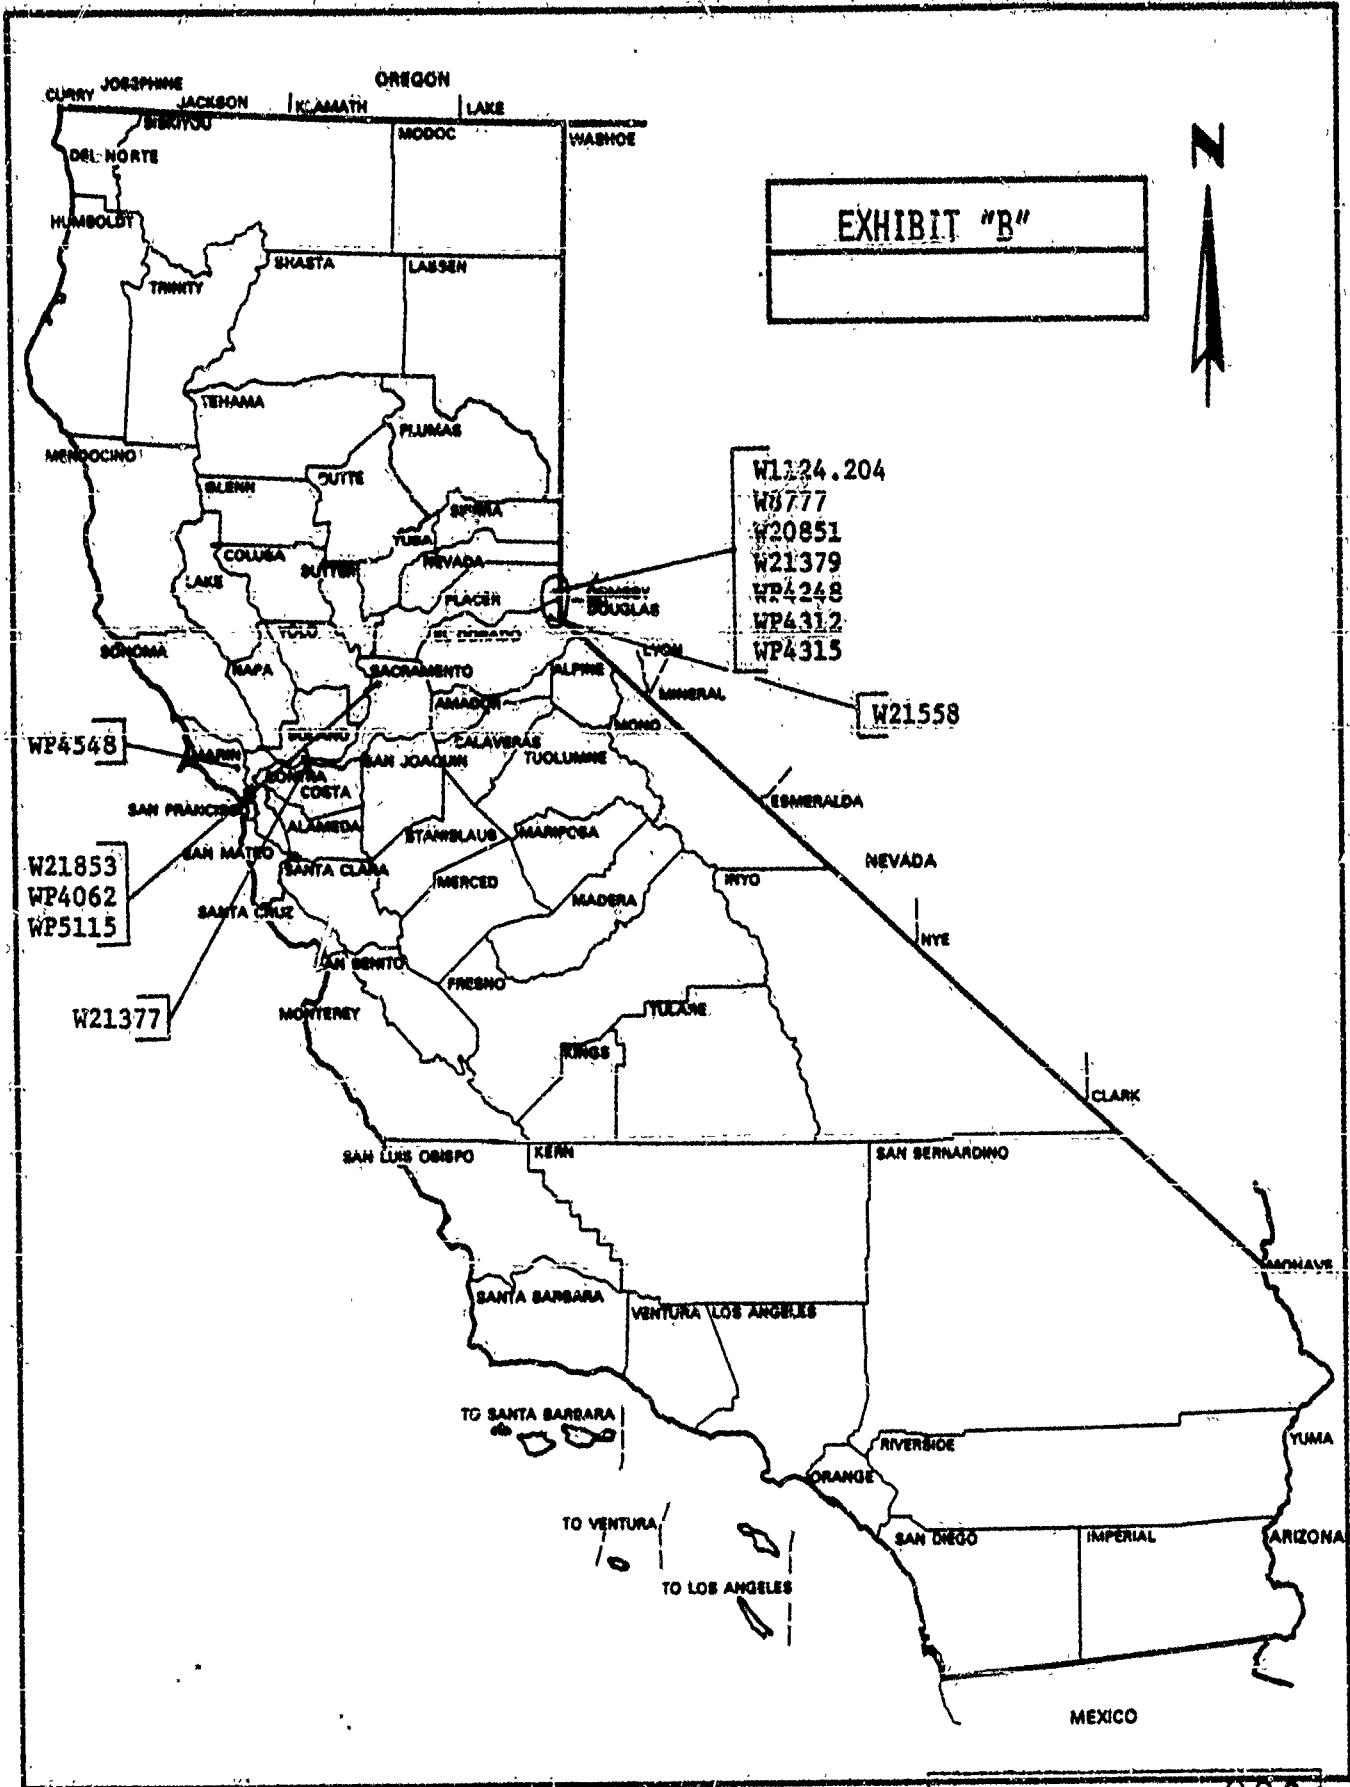 OREGON
JOSEPHINE
CURRY
JACKSON
KLAMATH
LAKE
SISKIYOU
MODOC
WASHOE
DEL NORTE
HUMBOLDT
EXHIBIT "B"
N
SHASTA
LASSEN
TRINITY
TEHAMA
PLUMAS
MENDOCINO
GLENN
BUTTE
SIERRA
W1124.204
W8777
W20851
W21379
WP4248
WP4312
WP4315
YUBA
COLUSA
SUTTER
NEVADA
LAKE
PLACER
DOUGLAS
YOLO
EL DORADO
SONOMA
NAPA
SACRAMENTO
ALPINE
LYON
MINERAL
AMADOR
W21558
MONO
SOLANO
WP4548
MARIN
CALAVERAS
SAN JOAQUIN
TUOLUMNE
CONTRA
COSTA
ESMERALDA
SAN FRANCISCO
ALAMEDA
STANISLAUS
MARIPOSA
SAN MATEO
SANTA CLARA
NEVADA
W21853
WP4062
WP5115
MERCED
INYO
MADERA
SANTA CRUZ
NYE
AN BENITO
FRESNO
W21377
MONTEREY
TULARE
KINGS
CLARK
SAN LUIS OBISPO
KERN
SAN BERNARDINO
MOHAVE
SANTA BARBARA
VENTURA
LOS ANGELES
TO SANTA BARBARA
RIVERSIDE
YUMA
ORANGE
TO VENTURA
SAN DIEGO
IMPERIAL
ARIZONA
TO LOS ANGELES
MEXICO